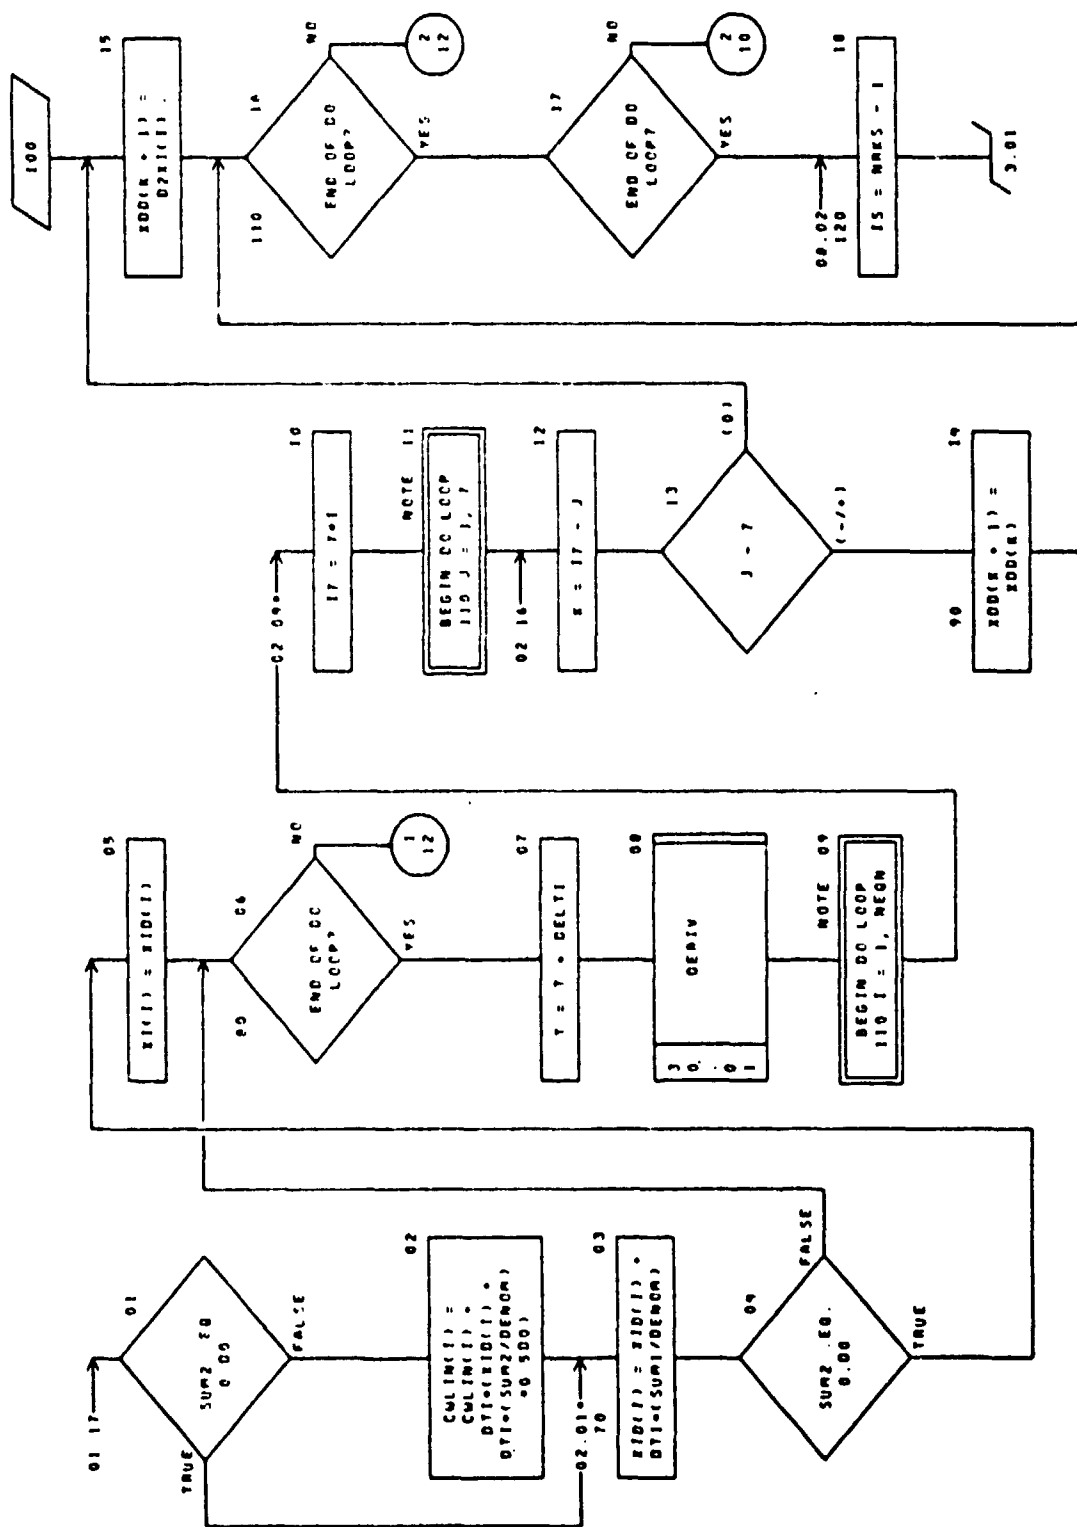 01 17
01
SUM2 .EQ
0.00
TRUE
FALSE
02
CWLIN(I) =
CWLIN(I) +
DTI*(XID(I) +
DTI*(SUM2/DENOM)
*0.5D0)
02.01*
70
03
XID(I) = XID(I) +
DTI*(SUM1/DENOM)
04
SUM2 .EQ.
0.00
FALSE
TRUE
05
XI(I) = XID(I)
80
06
END OF DO
LOOP?
NO
1
12
YES
07
T = T + DELTI
08
DERIV
30.01
NOTE 09
BEGIN DO LOOP
110 I = 1, NEQN
02 09*
10
I7 = 7*I
NOTE 11
BEGIN DO LOOP
110 J = 1, 7
02 16
12
K = I7 - J
13
J - 7
(0)
(-/+)
90
14
XDD(K + 1) =
XDD(K)
100
15
XDD(K + 1) =
D2XI(I)
110
16
END OF DO
LOOP?
NO
2
12
YES
17
END OF DO
LOOP?
NO
2
10
YES
08.02
120
18
IS = NRKS - 1
3.01